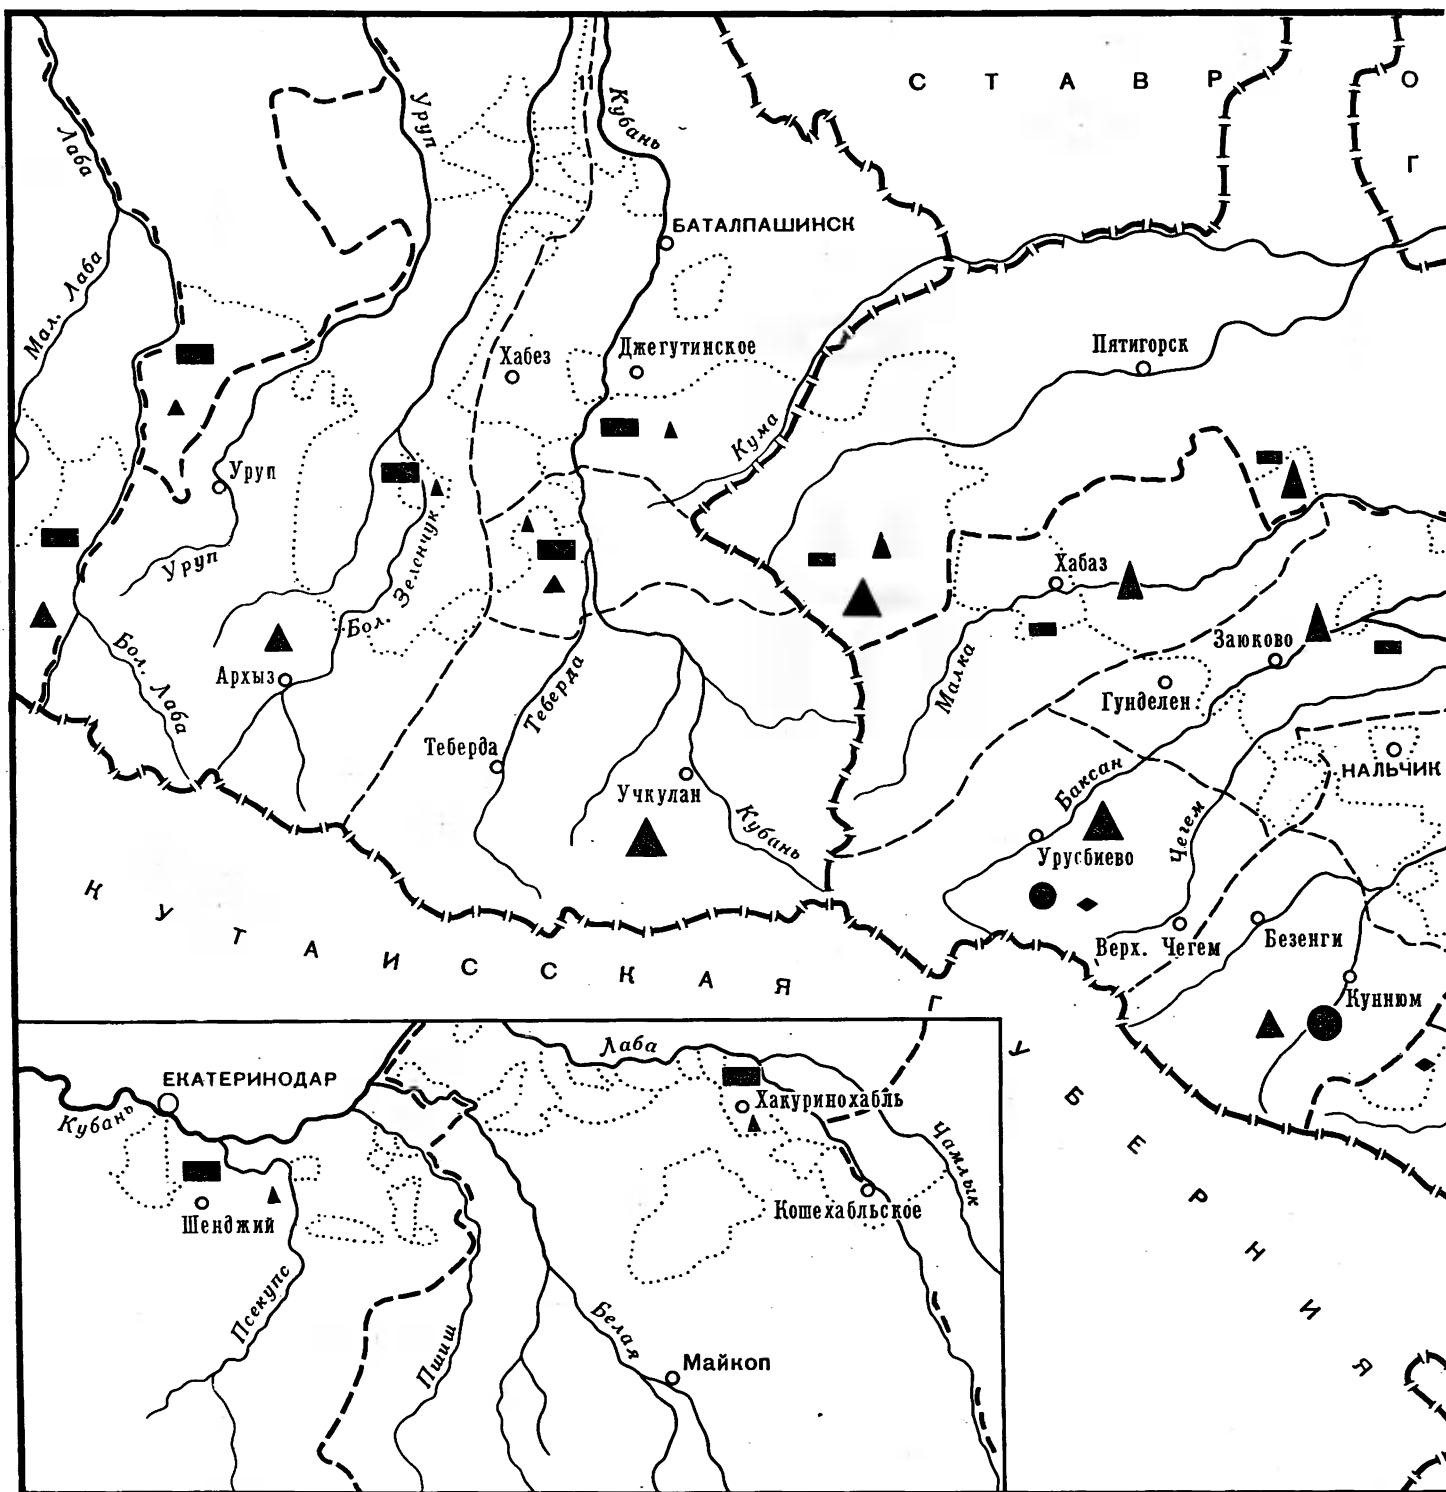 С Т А В Р О
Г
Лаба
Уруп
Кубань
БАТАЛПАШИНСК
Мал. Лаба
Хабез
Джегутинское
Пятигорск
Кума
Уруп
Уруп
Бол. Зеленчук
Хабаз
Заюково
Бол. Лаба
Архыз
Теберда
Малка
Гунделен
Теберда
Учкулан
Кубань
Баксан
НАЛЬЧИК
Чегем
Урусбиево
Верх. Чегем
Безенги
Куннюм
К У Т А И С С К А Я
Г У Б Е Р Н И Я
ЕКАТЕРИНОДАР
Кубань
Лаба
Хакуринохабль
Чамлык
Шенджий
Кошехабльское
Псекупс
Пшиш
Белая
Майкоп